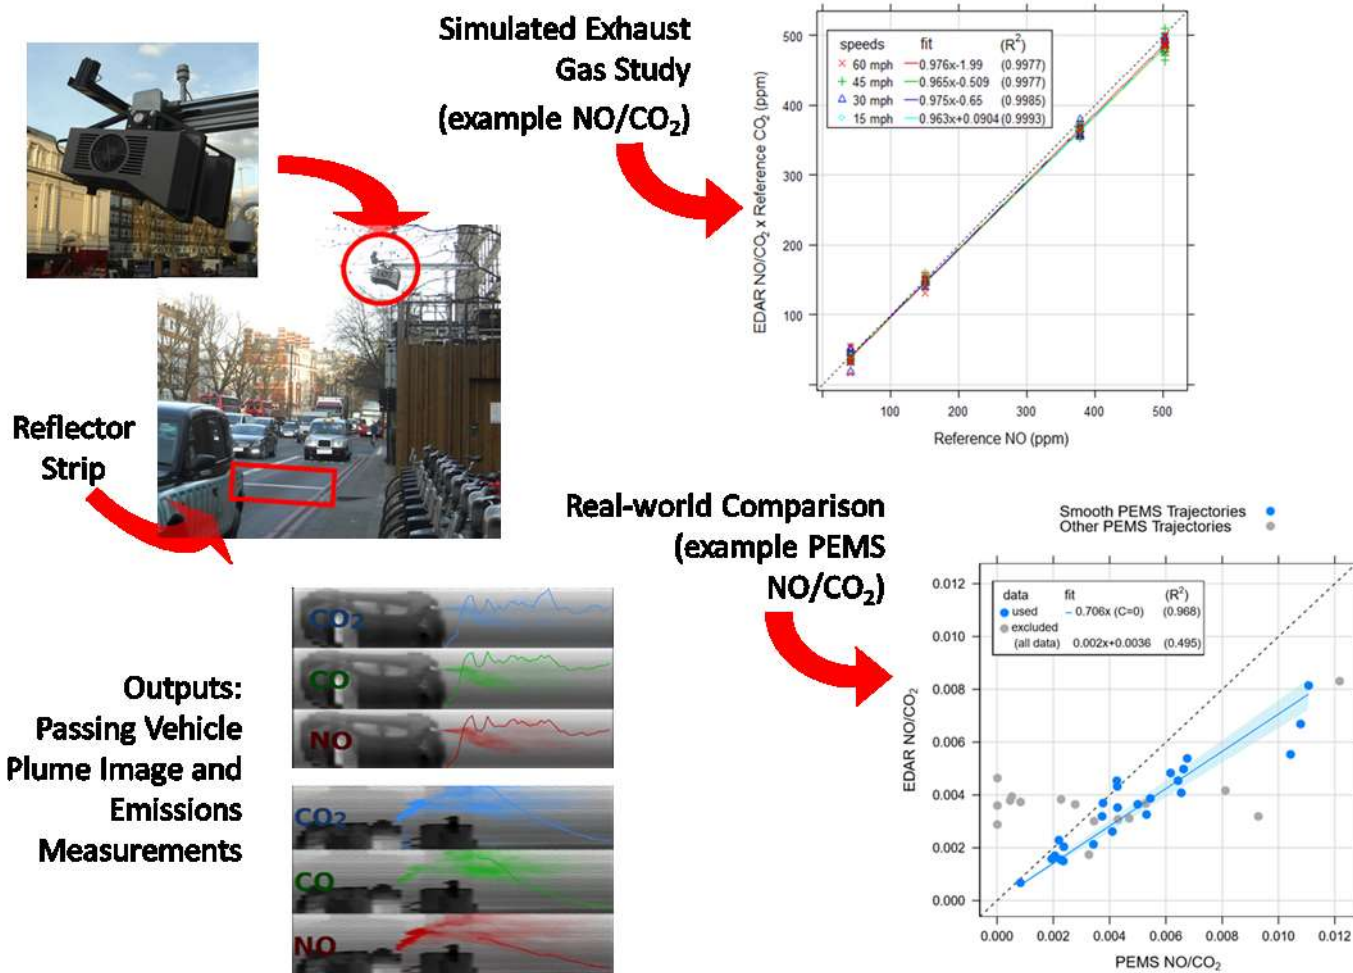 Simulated Exhaust
Gas Study
(example NO/CO₂)
Reflector
Strip
Outputs:
Passing Vehicle
Plume Image and
Emissions
Measurements
CO₂
CO
NO
CO₂
CO
NO
speeds fit (R²)
60 mph 0.976x-1.99 (0.9977)
45 mph 0.965x-0.509 (0.9977)
30 mph 0.975x-0.65 (0.9985)
15 mph 0.963x+0.0904 (0.9993)
EDAR NO/CO₂ x Reference CO₂ (ppm)
500
400
300
200
100
100 200 300 400 500
Reference NO (ppm)
Real-world Comparison
(example PEMS
NO/CO₂)
Smooth PEMS Trajectories
Other PEMS Trajectories
data fit (R²)
used 0.706x (C=0) (0.968)
excluded
(all data) 0.002x+0.0036 (0.495)
EDAR NO/CO₂
0.012
0.010
0.008
0.006
0.004
0.002
0.000
0.000 0.002 0.004 0.006 0.008 0.010 0.012
PEMS NO/CO₂